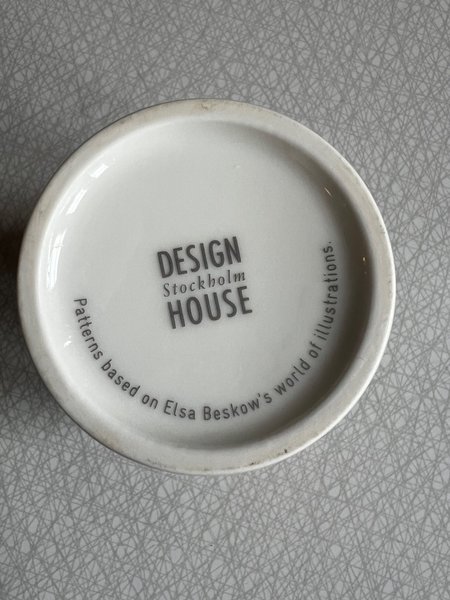 DESIGN
Stockholm
HOUSE
Patterns based on Elsa Beskow's world of illustrations.